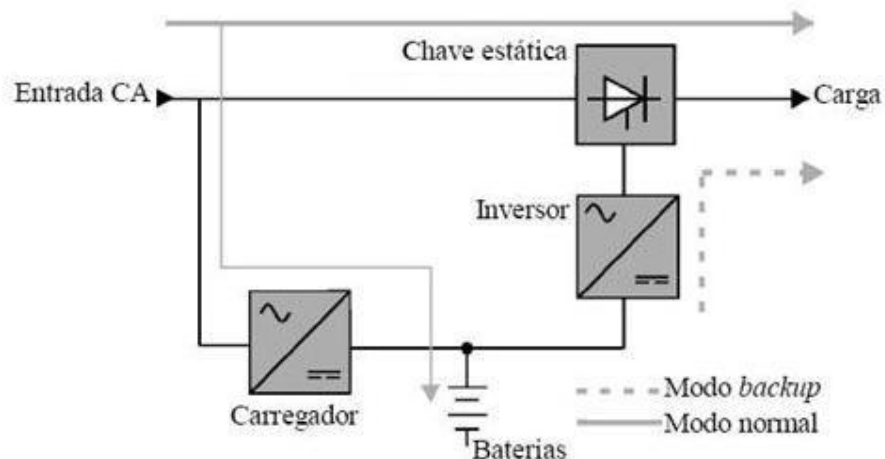 Chave estática
Entrada CA
Carga
Inversor
Carregador
Baterias
Modo backup
Modo normal